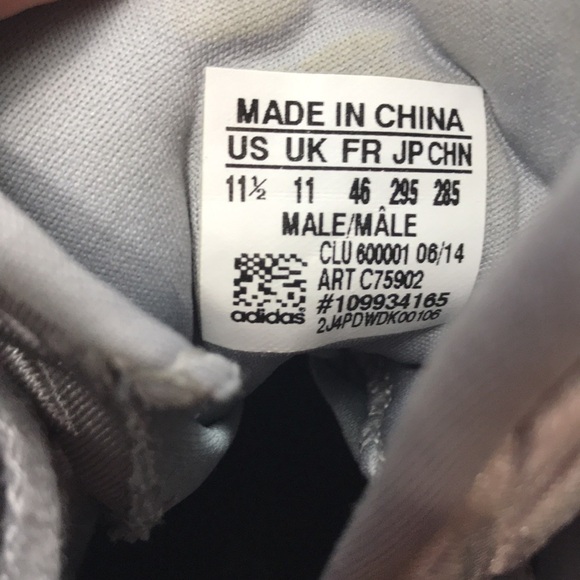 MADE IN CHINA
US UK FR JP CHN
11½ 11 46 295 285
MALE/MÂLE
CLU 600001 06/14
ART C75902
#109934165
adidas
2J4PDWDK00106